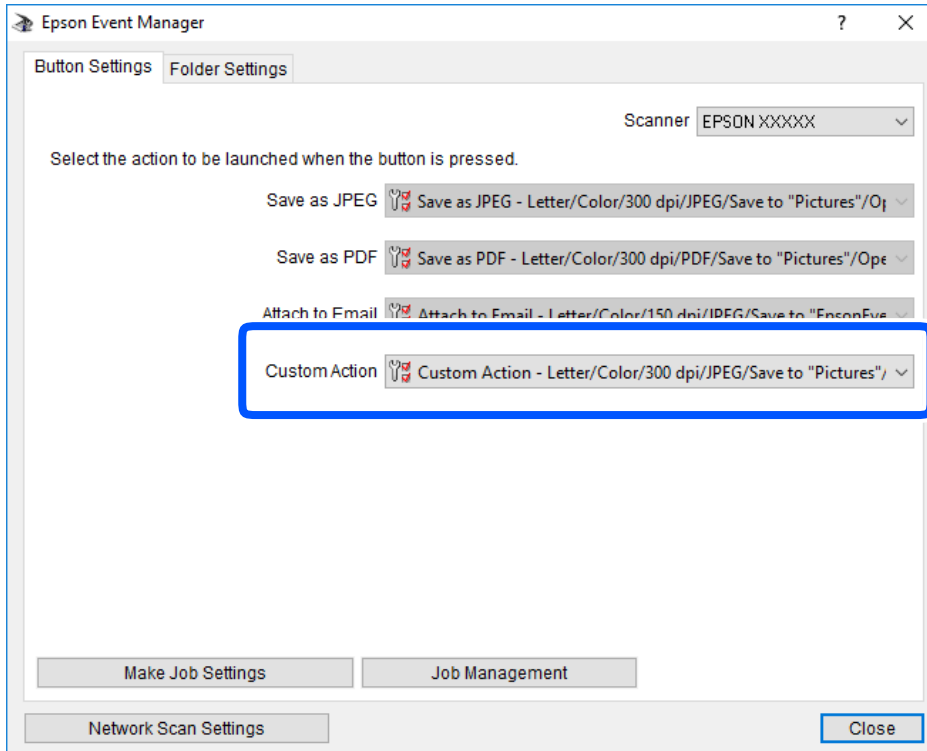 Epson Event Manager
Button Settings Folder Settings
Scanner EPSON XXXXX
Select the action to be launched when the button is pressed.
Save as JPEG Save as JPEG - Letter/Color/300 dpi/JPEG/Save to "Pictures"/Op
Save as PDF Save as PDF - Letter/Color/300 dpi/PDF/Save to "Pictures"/Ope
Attach to Email Attach to Email - Letter/Color/150 dpi/JPEG/Save to "EpsonEve
Custom Action Custom Action - Letter/Color/300 dpi/JPEG/Save to "Pictures"/
Make Job Settings Job Management
Network Scan Settings Close